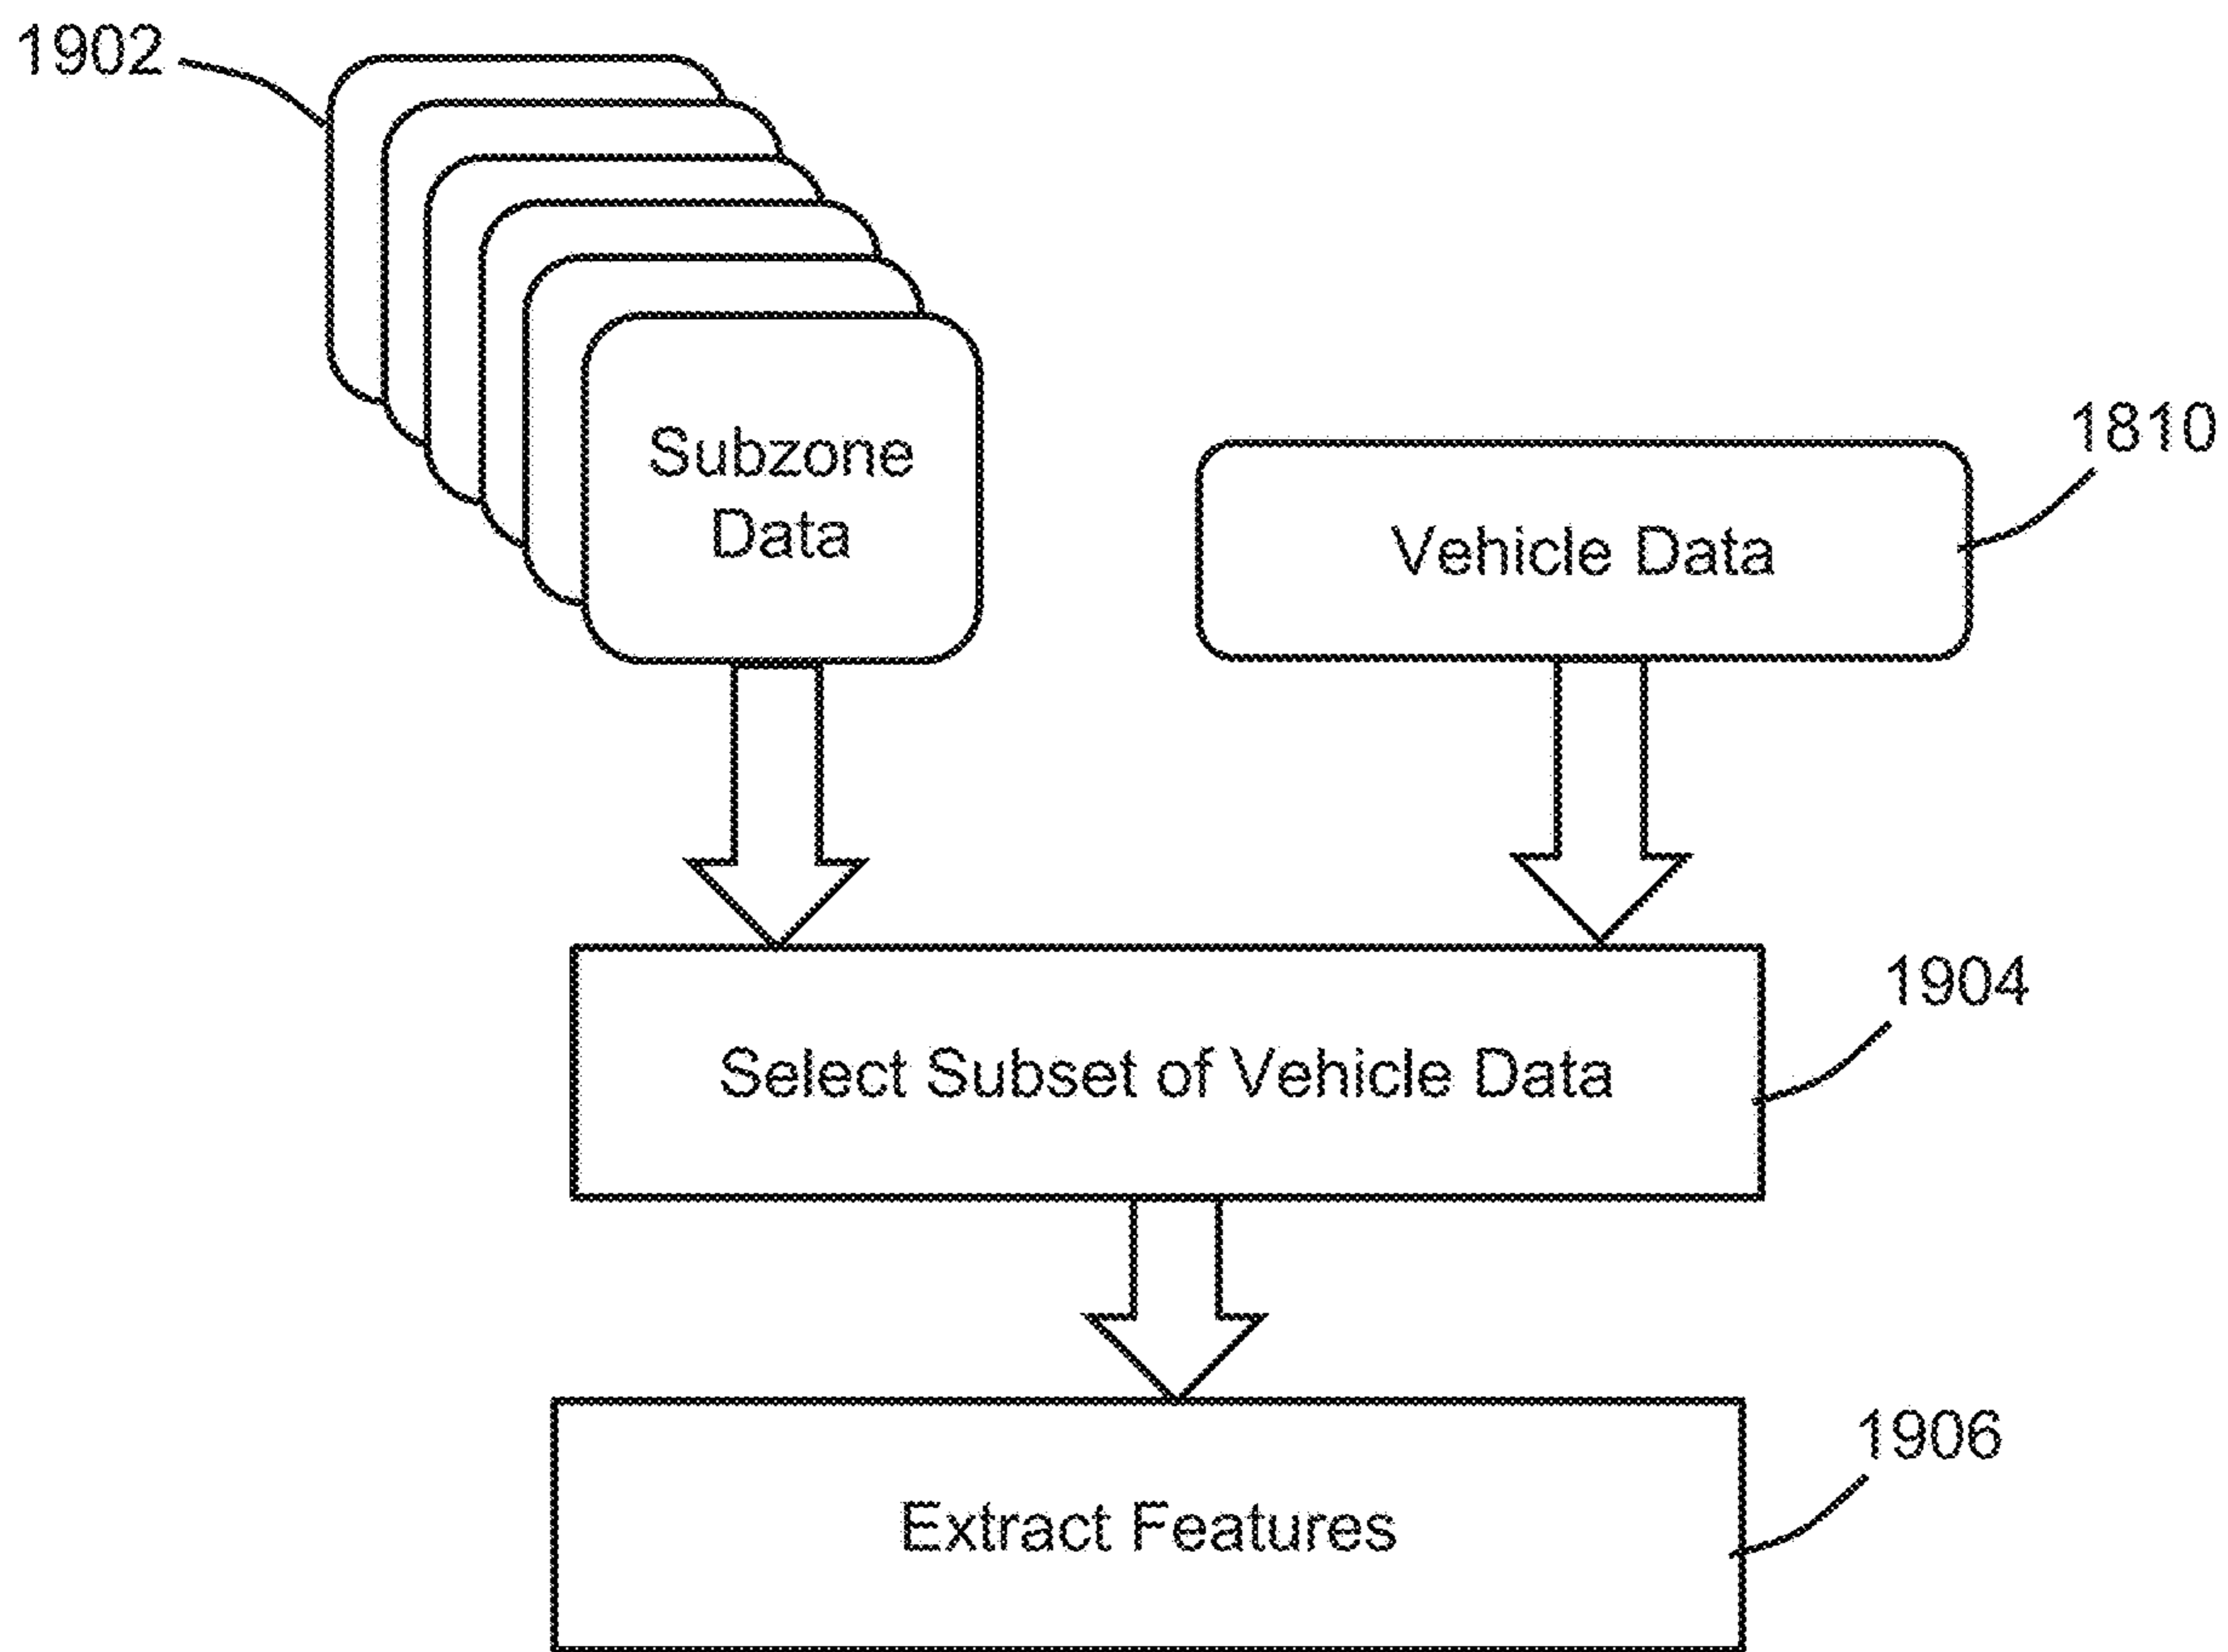 1902
Subzone
Data
1810
Vehicle Data
1904
Select Subset of Vehicle Data
1906
Extract Features